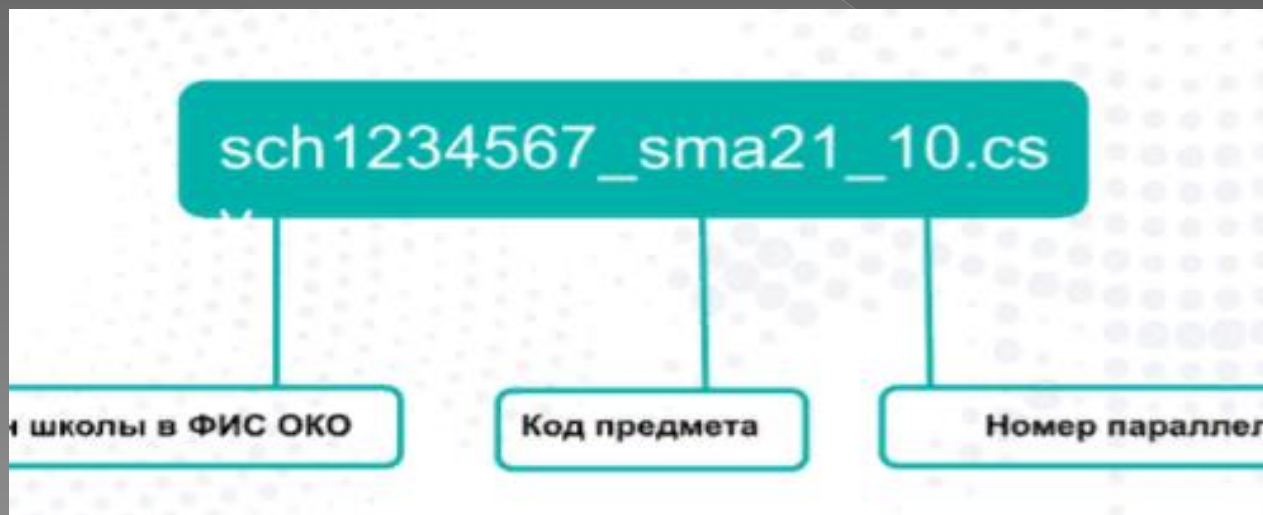 sch1234567_sma21_10.cs
v
н школы в ФИС ОКО
Код предмета
Номер параллел